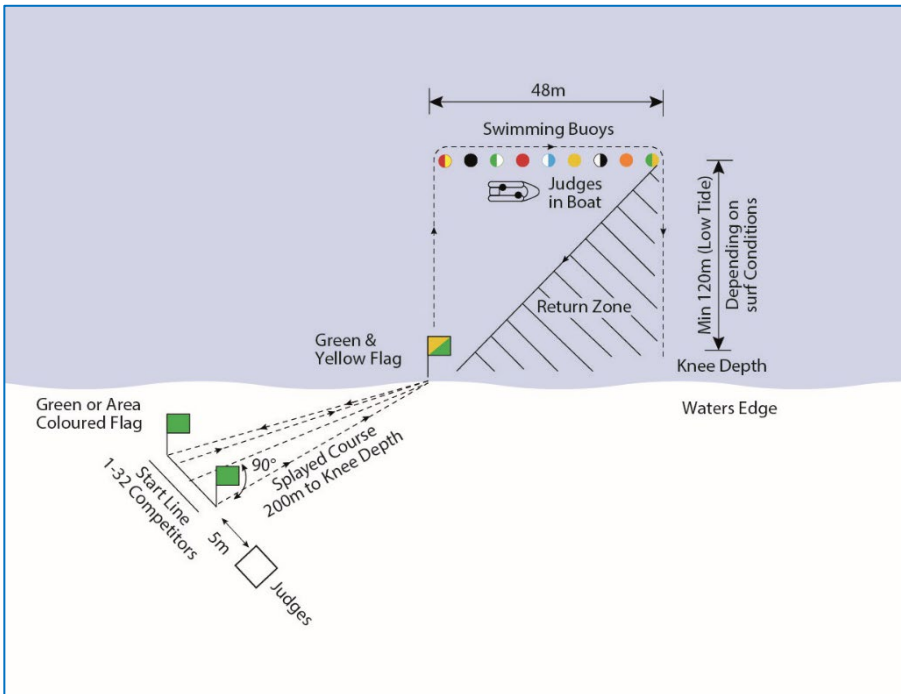 48m
Swimming Buoys
Judges
in Boat
Min 120m (Low Tide)
Depending on
surf Conditions
Return Zone
Green &
Yellow Flag
Knee Depth
Green or Area
Coloured Flag
Waters Edge
90°
Splayed Course
200m to Knee Depth
Start Line
1-32 Competitors
5m
Judges